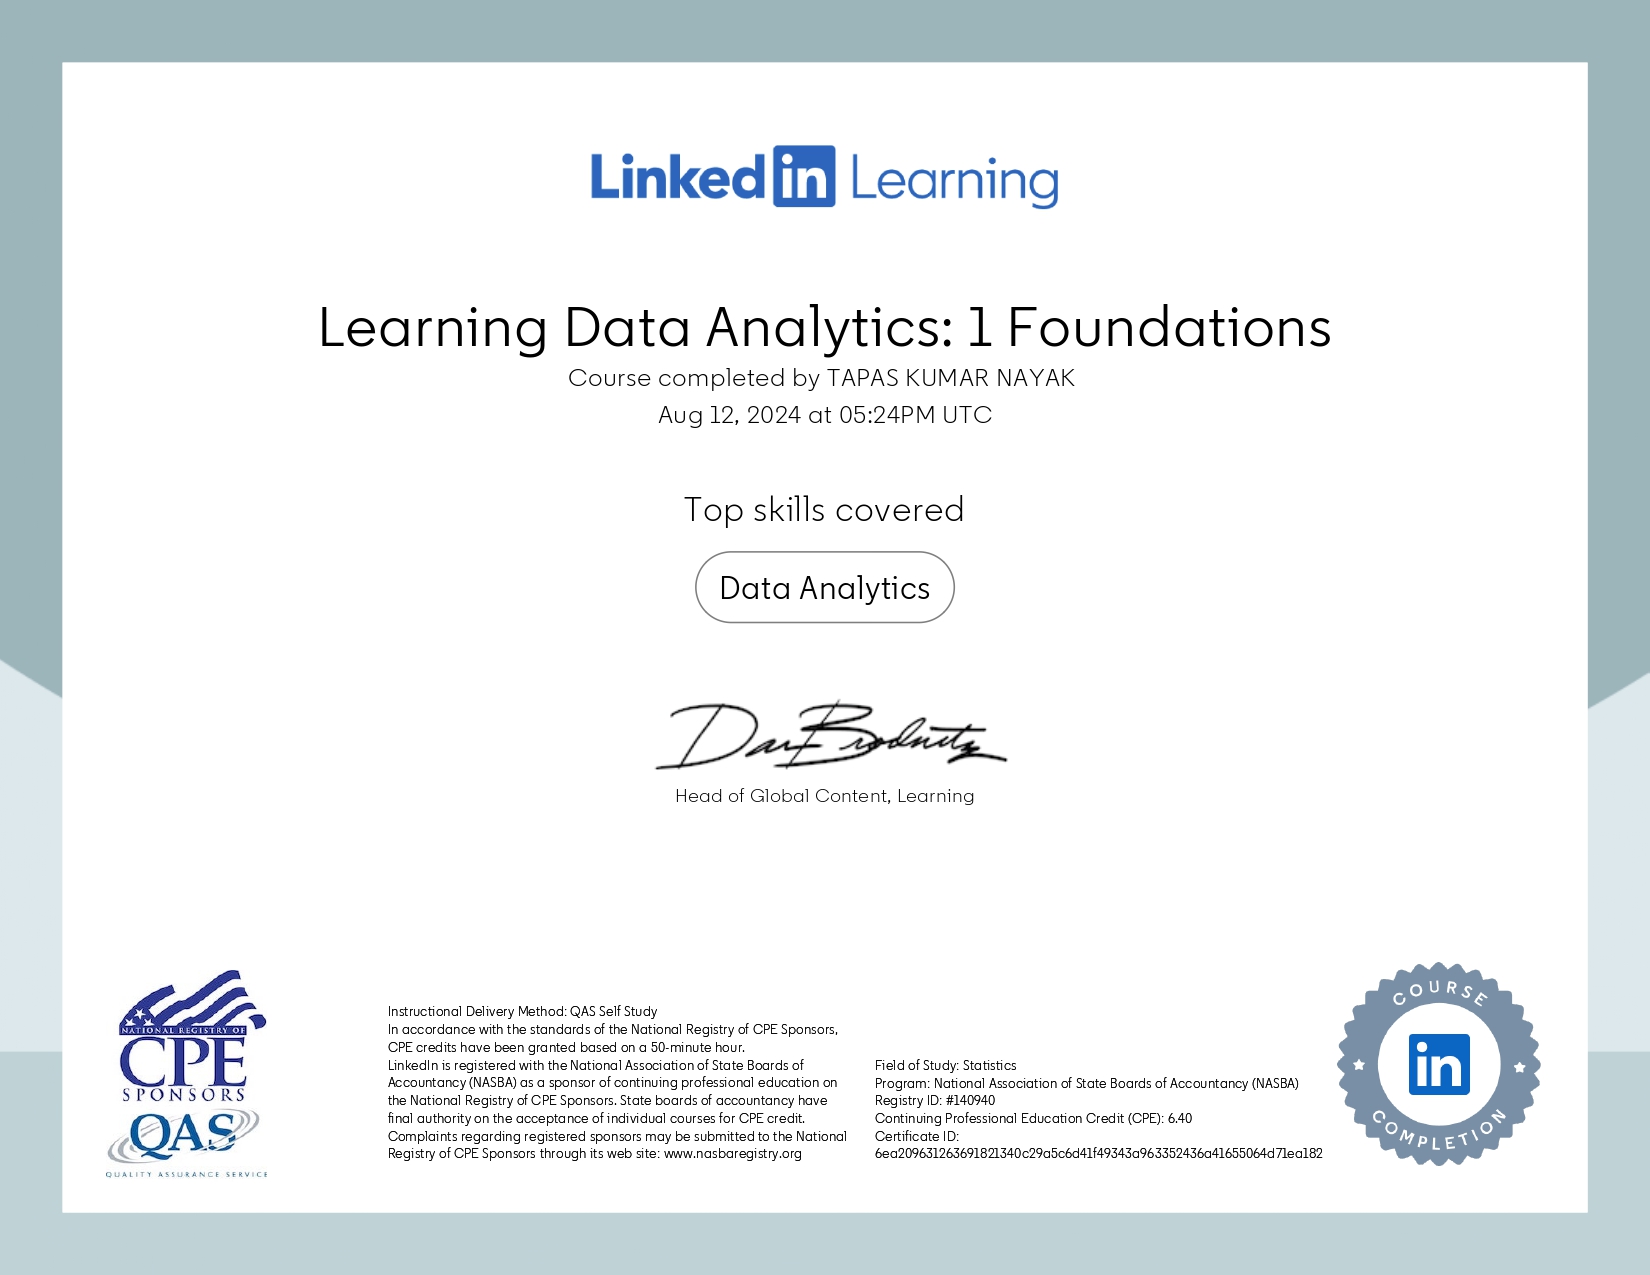 Linked in Learning
Learning Data Analytics: 1 Foundations
Course completed by TAPAS KUMAR NAYAK
Aug 12, 2024 at 05:24PM UTC
Top skills covered
Data Analytics
Dan Brodnitz
Head of Global Content, Learning
NATIONAL REGISTRY OF
CPE
SPONSORS
QAS
QUALITY ASSURANCE SERVICE
Instructional Delivery Method: QAS Self Study
In accordance with the standards of the National Registry of CPE Sponsors,
CPE credits have been granted based on a 50-minute hour.
LinkedIn is registered with the National Association of State Boards of
Accountancy (NASBA) as a sponsor of continuing professional education on
the National Registry of CPE Sponsors. State boards of accountancy have
final authority on the acceptance of individual courses for CPE credit.
Complaints regarding registered sponsors may be submitted to the National
Registry of CPE Sponsors through its web site: www.nasbaregistry.org
Field of Study: Statistics
Program: National Association of State Boards of Accountancy (NASBA)
Registry ID: #140940
Continuing Professional Education Credit (CPE): 6.40
Certificate ID:
6ea209631263691821340c29a5c6d41f49343a963352436a41655064d71ea182
COURSE
in
COMPLETION